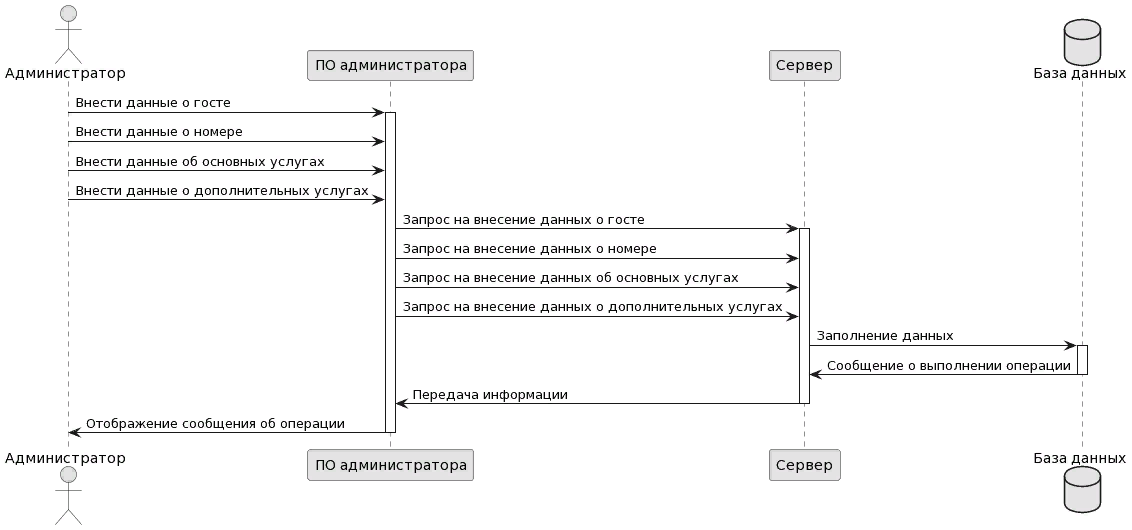 Администратор
ПО администратора
Сервер
База данных
Внести данные о госте
Внести данные о номере
Внести данные об основных услугах
Внести данные о дополнительных услугах
Запрос на внесение данных о госте
Запрос на внесение данных о номере
Запрос на внесение данных об основных услугах
Запрос на внесение данных о дополнительных услугах
Заполнение данных
Сообщение о выполнении операции
Передача информации
Отображение сообщения об операции
Администратор
ПО администратора
Сервер
База данных